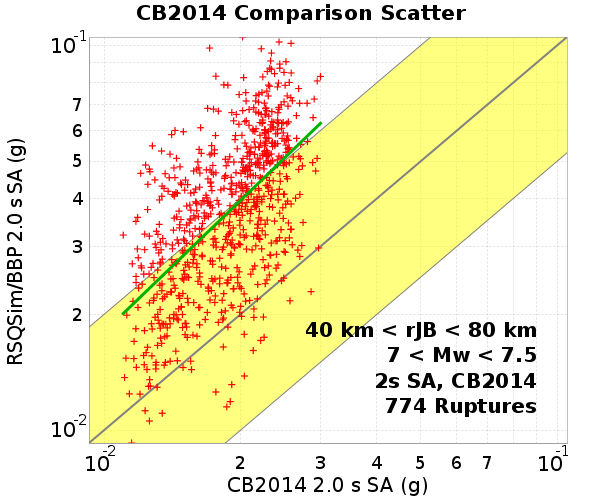 CB2014 Comparison Scatter
10-1
7
6
5
4
3
2
10-2
RSQSim/BBP 2.0 s SA (g)
40 km < rJB < 80 km
7 < Mw < 7.5
2s SA, CB2014
774 Ruptures
10-2 2 3 4 5 6 7 10-1
CB2014 2.0 s SA (g)